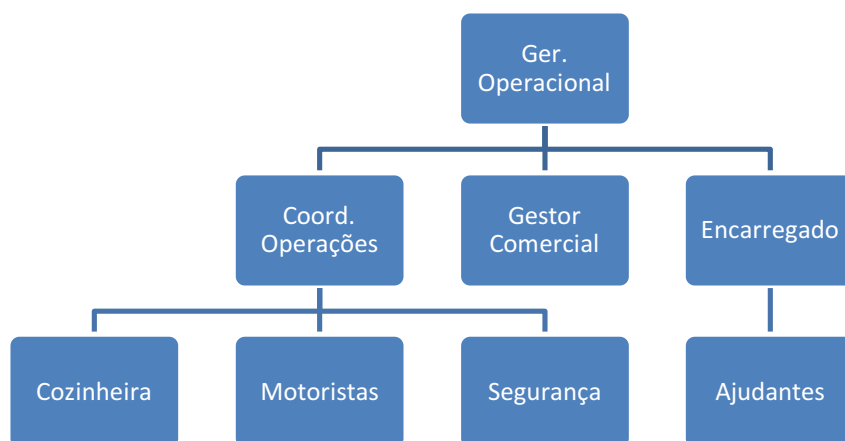 Ger.
Operacional
Coord.
Operações
Gestor
Comercial
Encarregado
Cozinheira
Motoristas
Segurança
Ajudantes